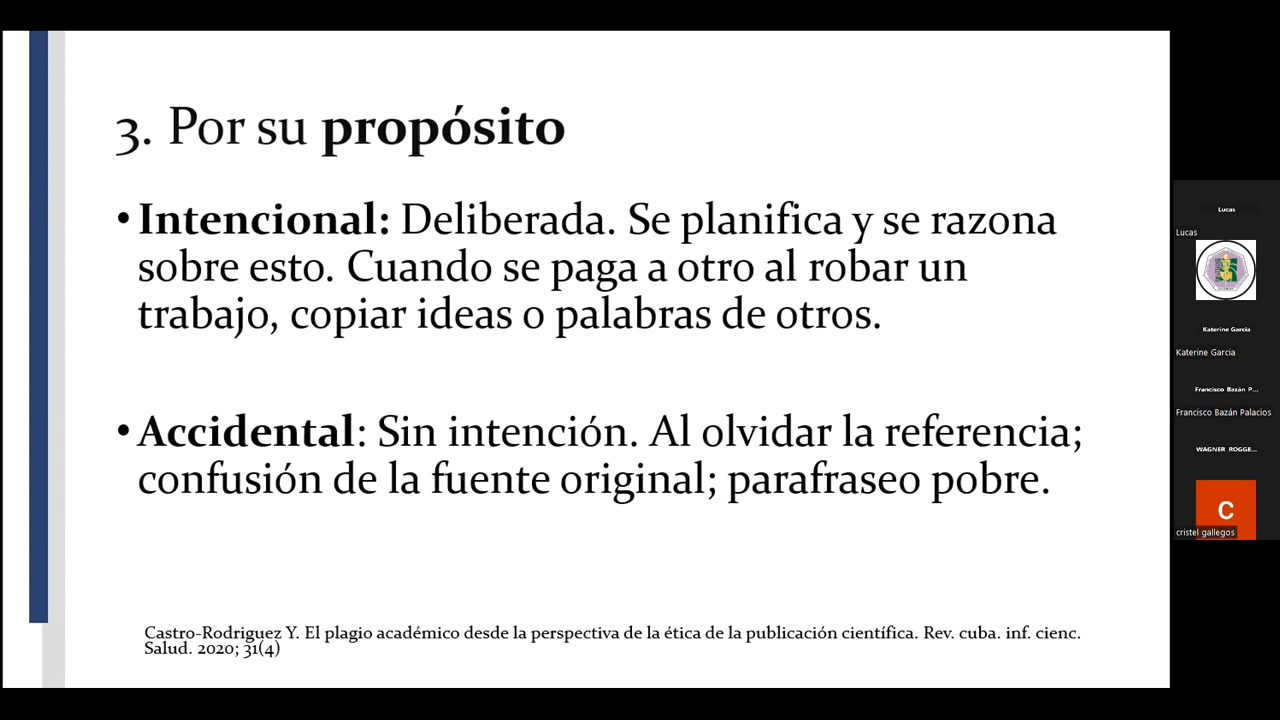 3. Por su propósito
• Intencional: Deliberada. Se planifica y se razona
sobre esto. Cuando se paga a otro al robar un
trabajo, copiar ideas o palabras de otros.
• Accidental: Sin intención. Al olvidar la referencia;
confusión de la fuente original; parafraseo pobre.
Castro-Rodriguez Y. El plagio académico desde la perspectiva de la ética de la publicación científica. Rev. cuba. inf. cienc.
Salud. 2020; 31(4)
Lucas
Lucas
Katerine Garcia
Katerine Garcia
Francisco Bazán P...
Francisco Bazán Palacios
WAGNER ROGGE...
C
cristel gallegos